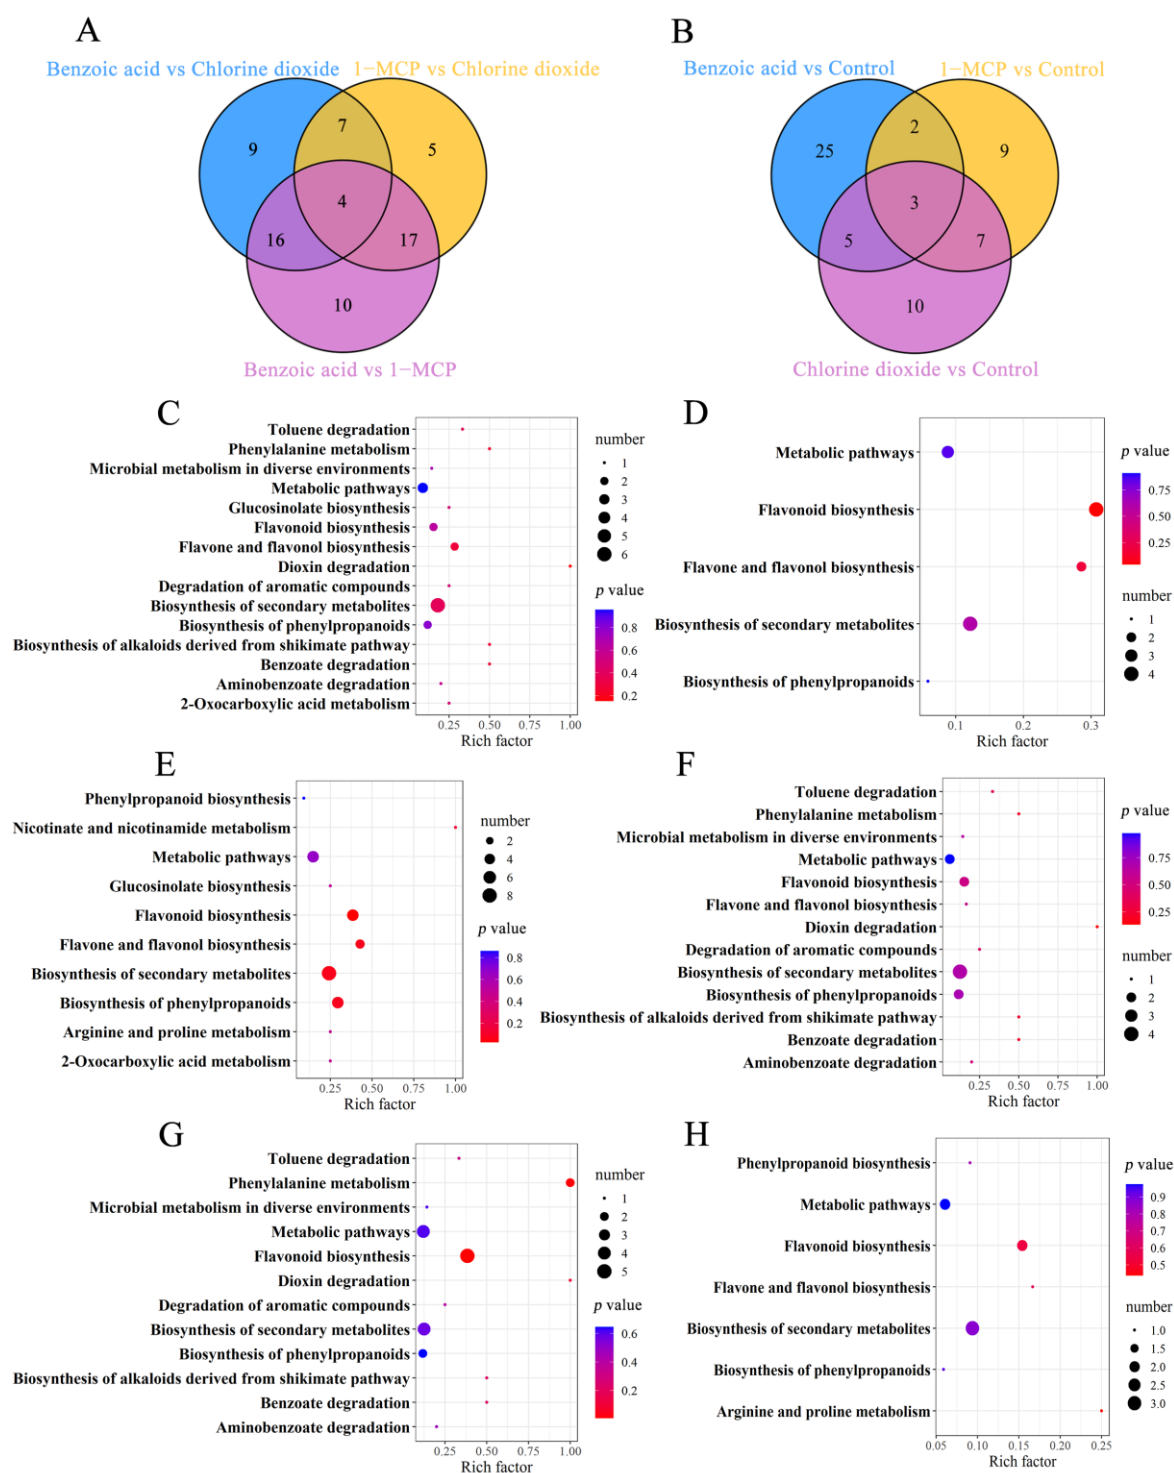 A
Benzoic acid vs Chlorine dioxide 1−MCP vs Chlorine dioxide
7
9
5
4
16
17
10
Benzoic acid vs 1−MCP
B
Benzoic acid vs Control 1−MCP vs Control
2
25
9
3
5
7
10
Chlorine dioxide vs Control
C
Toluene degradation
Phenylalanine metabolism
Microbial metabolism in diverse environments
Metabolic pathways
Glucosinolate biosynthesis
Flavonoid biosynthesis
Flavone and flavonol biosynthesis
Dioxin degradation
Degradation of aromatic compounds
Biosynthesis of secondary metabolites
Biosynthesis of phenylpropanoids
Biosynthesis of alkaloids derived from shikimate pathway
Benzoate degradation
Aminobenzoate degradation
2-Oxocarboxylic acid metabolism
0.25 0.50 0.75 1.00
Rich factor
number
1
2
3
4
5
6
p value
0.8
0.6
0.4
0.2
D
Metabolic pathways
Flavonoid biosynthesis
Flavone and flavonol biosynthesis
Biosynthesis of secondary metabolites
Biosynthesis of phenylpropanoids
0.1 0.2 0.3
Rich factor
p value
0.75
0.50
0.25
number
1
2
3
4
E
Phenylpropanoid biosynthesis
Nicotinate and nicotinamide metabolism
Metabolic pathways
Glucosinolate biosynthesis
Flavonoid biosynthesis
Flavone and flavonol biosynthesis
Biosynthesis of secondary metabolites
Biosynthesis of phenylpropanoids
Arginine and proline metabolism
2-Oxocarboxylic acid metabolism
0.25 0.50 0.75 1.00
Rich factor
number
2
4
6
8
p value
0.8
0.6
0.4
0.2
F
Toluene degradation
Phenylalanine metabolism
Microbial metabolism in diverse environments
Metabolic pathways
Flavonoid biosynthesis
Flavone and flavonol biosynthesis
Dioxin degradation
Degradation of aromatic compounds
Biosynthesis of secondary metabolites
Biosynthesis of phenylpropanoids
Biosynthesis of alkaloids derived from shikimate pathway
Benzoate degradation
Aminobenzoate degradation
0.25 0.50 0.75 1.00
Rich factor
p value
0.75
0.50
0.25
number
1
2
3
4
G
Toluene degradation
Phenylalanine metabolism
Microbial metabolism in diverse environments
Metabolic pathways
Flavonoid biosynthesis
Dioxin degradation
Degradation of aromatic compounds
Biosynthesis of secondary metabolites
Biosynthesis of phenylpropanoids
Biosynthesis of alkaloids derived from shikimate pathway
Benzoate degradation
Aminobenzoate degradation
0.25 0.50 0.75 1.00
Rich factor
number
1
2
3
4
5
p value
0.6
0.4
0.2
H
Phenylpropanoid biosynthesis
Metabolic pathways
Flavonoid biosynthesis
Flavone and flavonol biosynthesis
Biosynthesis of secondary metabolites
Biosynthesis of phenylpropanoids
Arginine and proline metabolism
0.05 0.10 0.15 0.20 0.25
Rich factor
p value
0.9
0.8
0.7
0.6
0.5
number
1.0
1.5
2.0
2.5
3.0